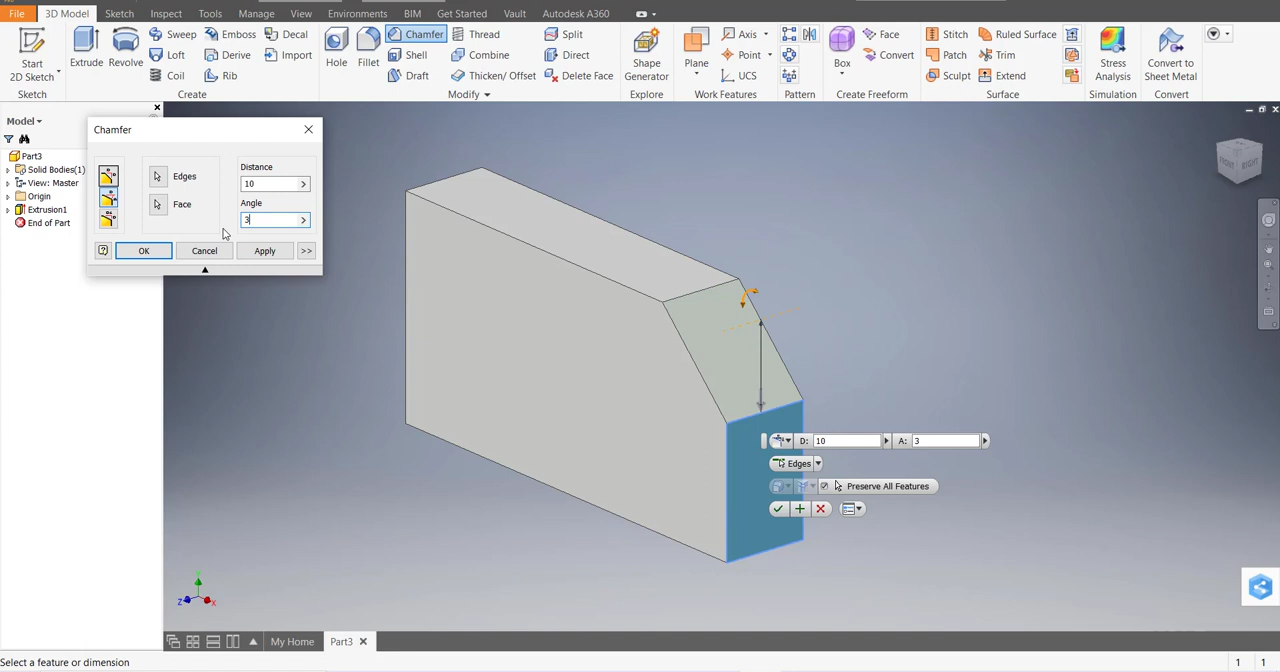 File
3D Model
Sketch
Inspect
Tools
Manage
View
Environments
BIM
Get Started
Vault
Autodesk A360
Start
2D Sketch
Sketch
Extrude
Revolve
Sweep
Emboss
Decal
Loft
Derive
Import
Coil
Rib
Create
Hole
Fillet
Chamfer
Thread
Split
Shell
Combine
Direct
Draft
Thicken/ Offset
Delete Face
Modify
Shape
Generator
Explore
Plane
Axis
Point
UCS
Work Features
Pattern
Box
Face
Convert
Create Freeform
Stitch
Ruled Surface
Patch
Trim
Sculpt
Extend
Surface
Stress
Analysis
Simulation
Convert to
Sheet Metal
Convert
Model
Part3
Solid Bodies(1)
View: Master
Origin
Extrusion1
End of Part
Chamfer
Edges
Face
Distance
10
Angle
3
OK
Cancel
Apply
>>
FRONT
RIGHT
D: 10
A: 3
Edges
Preserve All Features
Y
Z
X
My Home
Part3
Select a feature or dimension
1 1